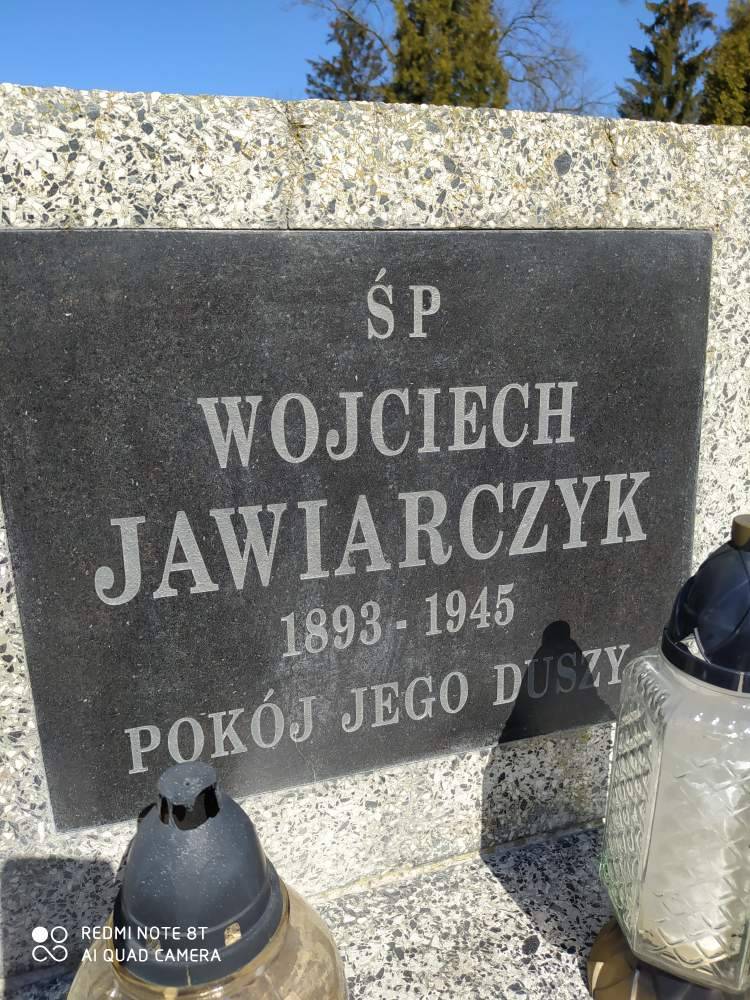 ŚP
WOJCIECH
JAWIARCZYK
1893 - 1945
POKÓJ JEGO DUSZY
REDMI NOTE 8T
AI QUAD CAMERA